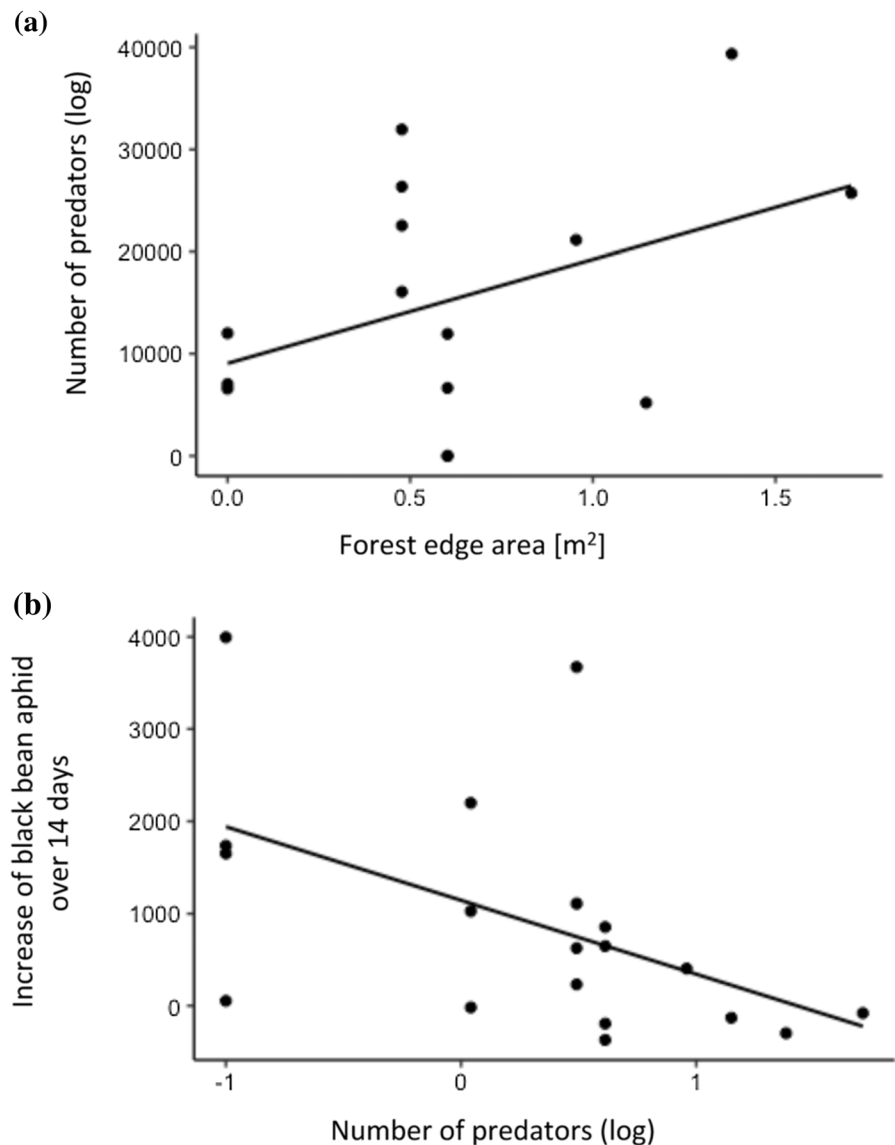 (a)
Number of predators (log)
40000
30000
20000
10000
0
0.0 0.5 1.0 1.5
Forest edge area [m²]
(b)
Increase of black bean aphid
over 14 days
4000
3000
2000
1000
0
-1 0 1
Number of predators (log)